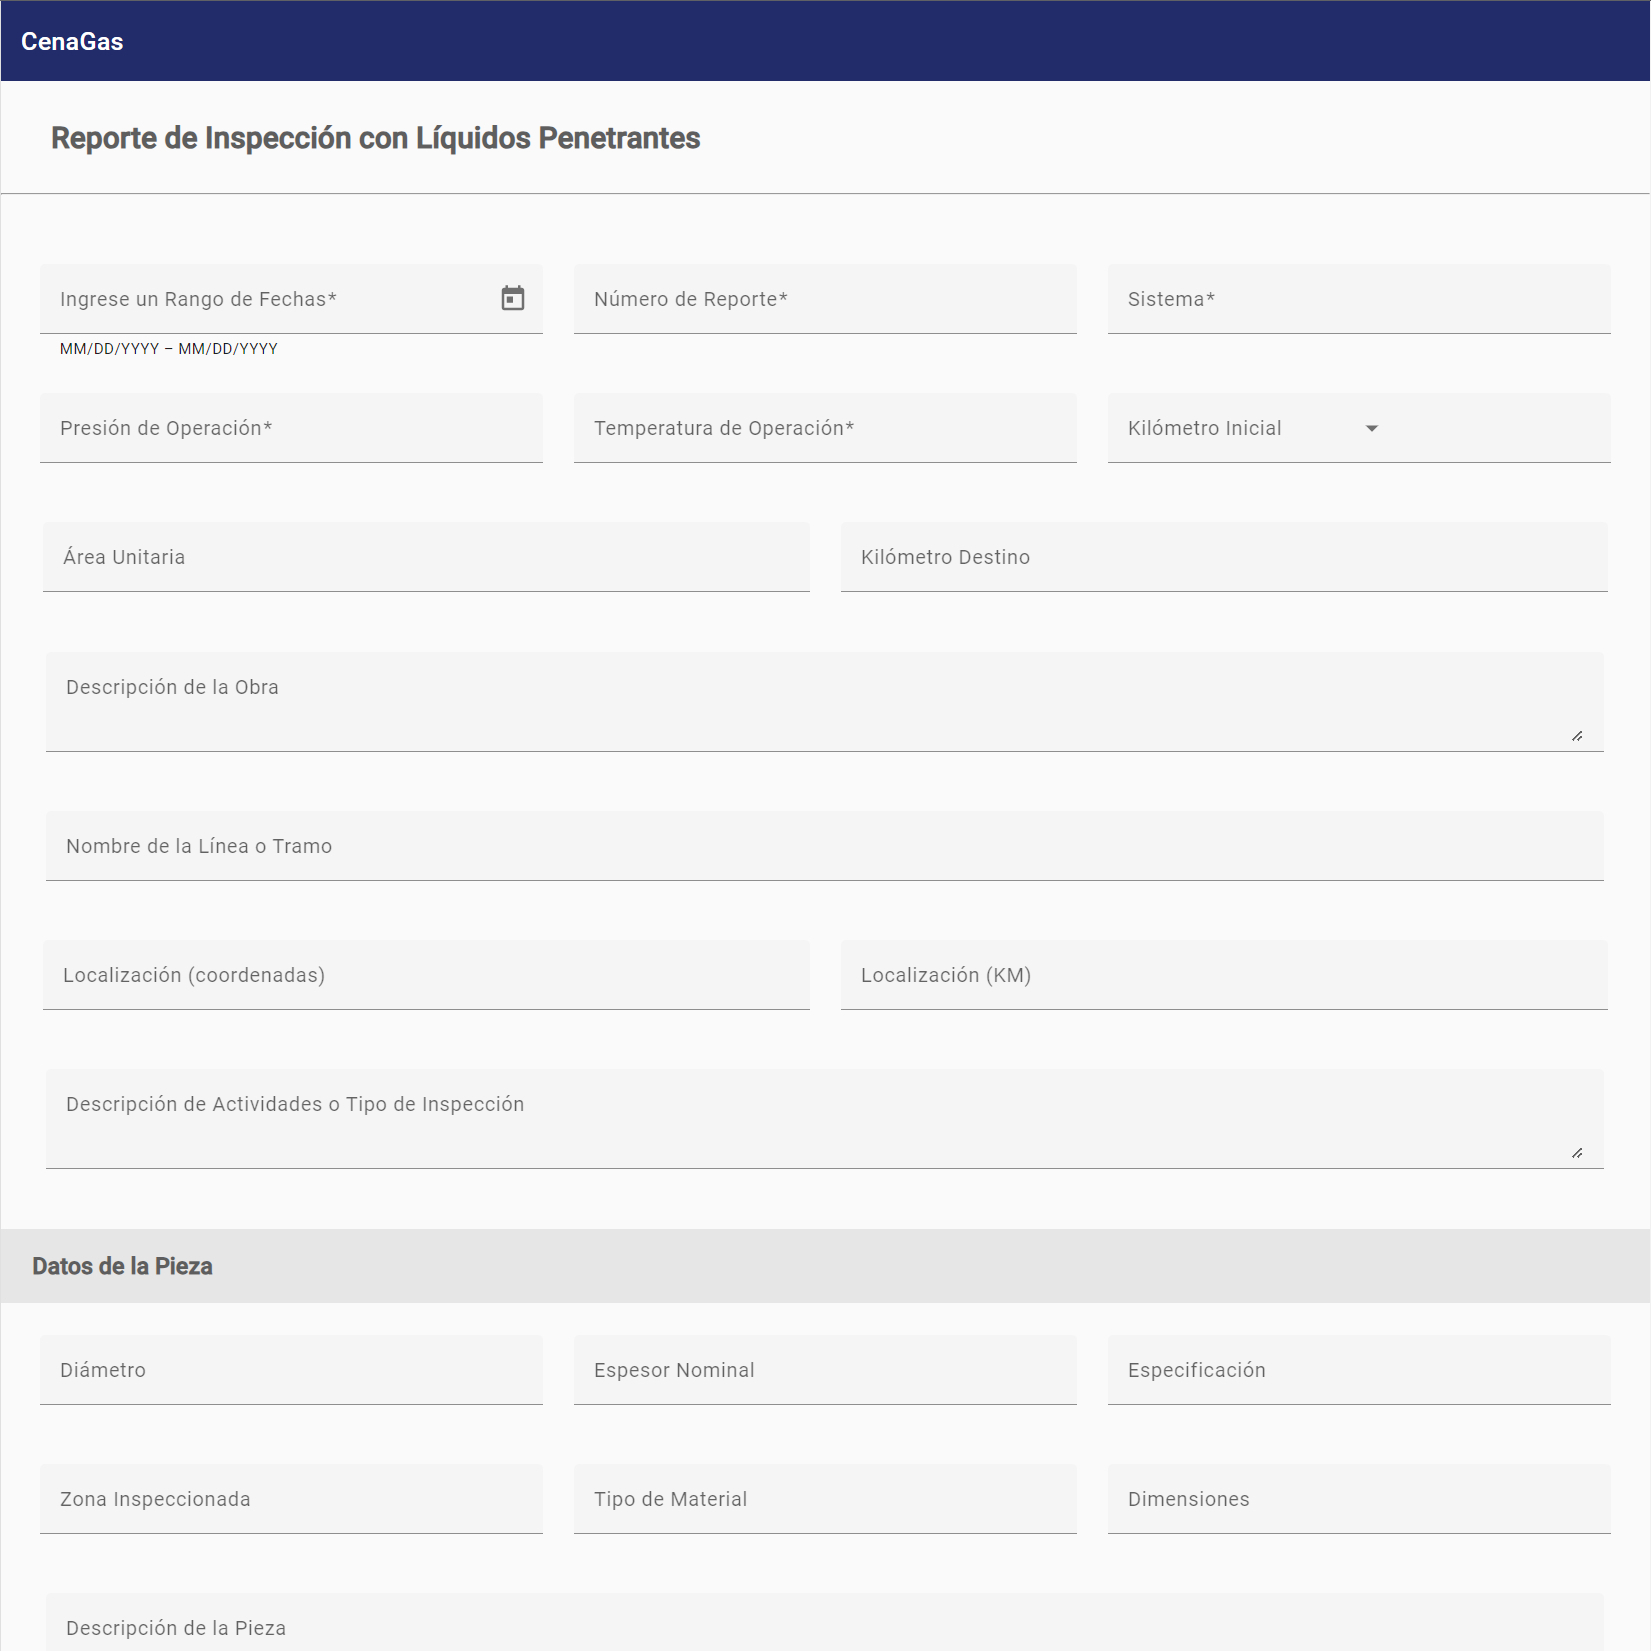 CenaGas
Reporte de Inspección con Líquidos Penetrantes
Ingrese un Rango de Fechas*
Número de Reporte*
Sistema*
MM/DD/YYYY – MM/DD/YYYY
Presión de Operación*
Temperatura de Operación*
Kilómetro Inicial
Área Unitaria
Kilómetro Destino
Descripción de la Obra
Nombre de la Línea o Tramo
Localización (coordenadas)
Localización (KM)
Descripción de Actividades o Tipo de Inspección
Datos de la Pieza
Diámetro
Espesor Nominal
Especificación
Zona Inspeccionada
Tipo de Material
Dimensiones
Descripción de la Pieza